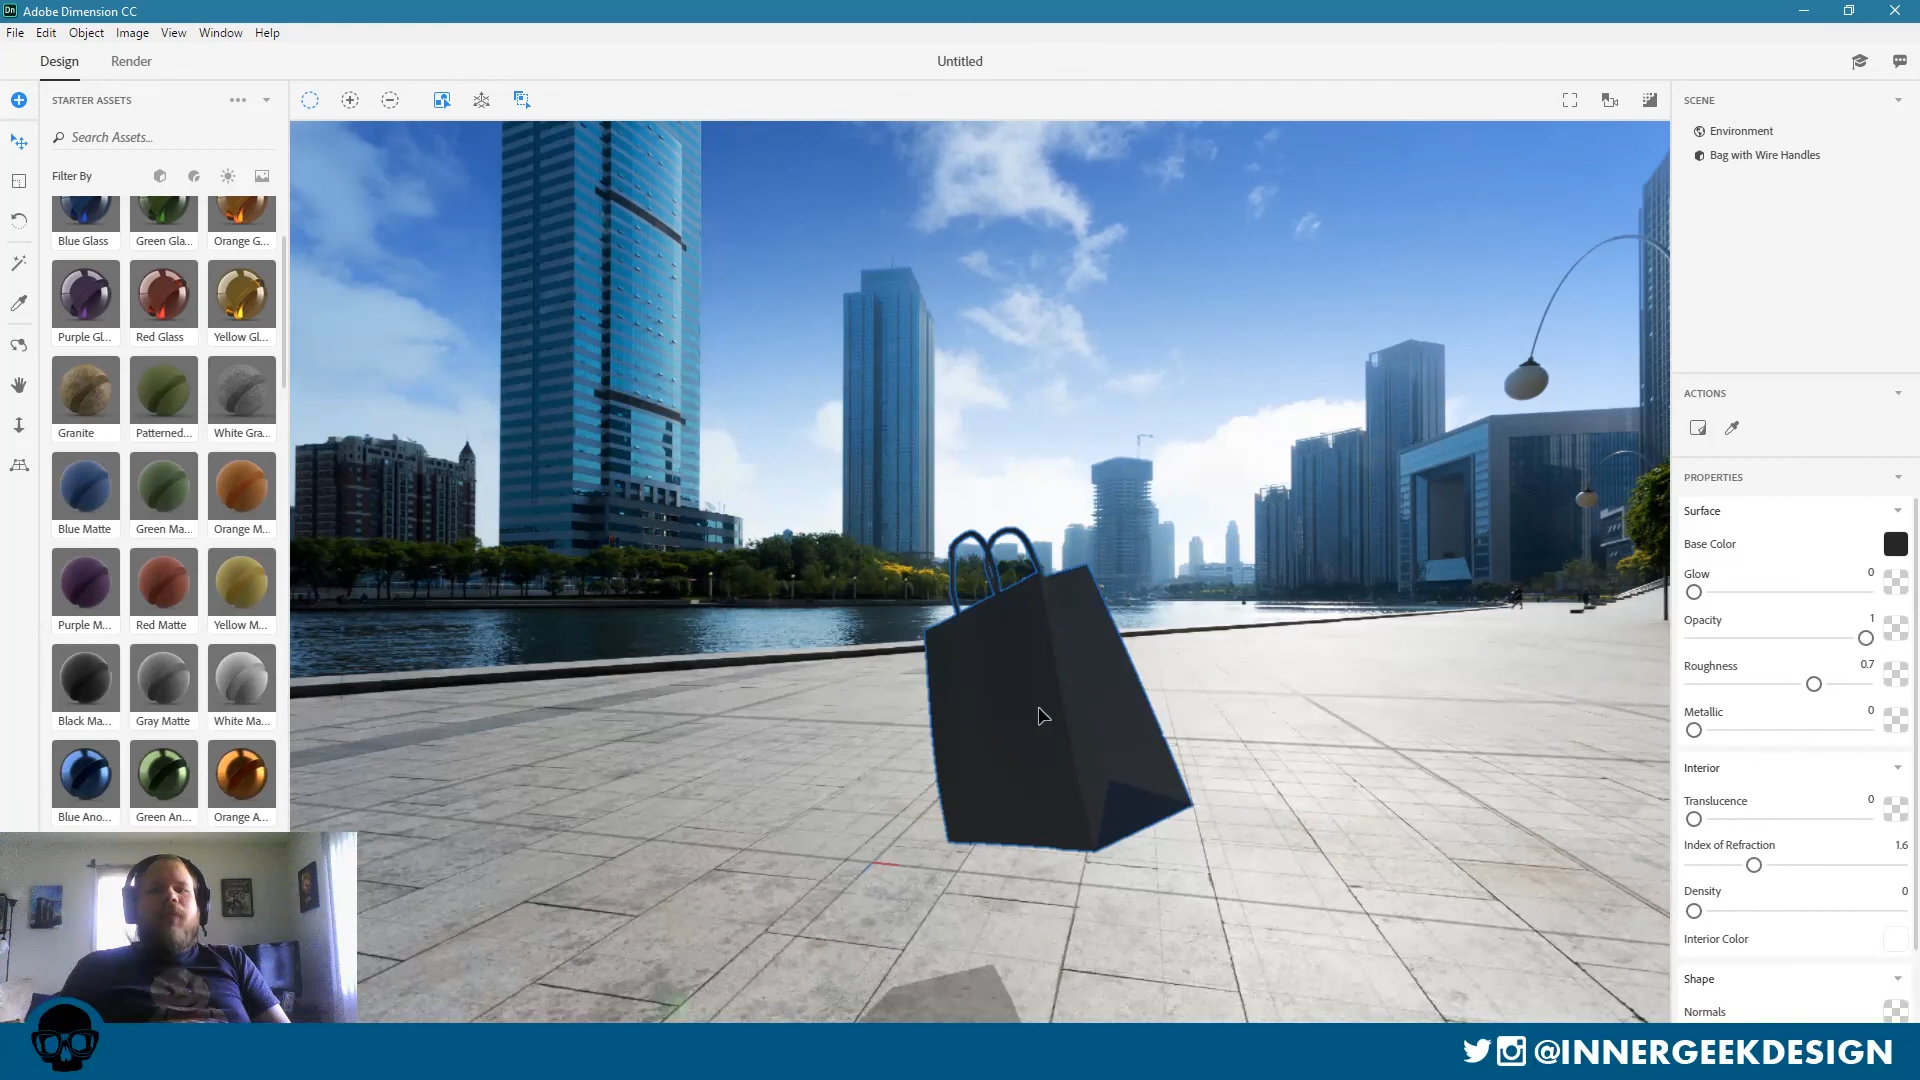 Dn Adobe Dimension CC
File Edit Object Image View Window Help
Design Render Untitled
STARTER ASSETS
Search Assets...
Filter By
Blue Glass Green Gla... Orange G...
Purple Gl... Red Glass Yellow Gl...
Granite Patterned... White Gra...
Blue Matte Green Ma... Orange M...
Purple M... Red Matte Yellow M...
Black Ma... Gray Matte White Ma...
Blue Ano... Green An... Orange A...
SCENE
Environment
Bag with Wire Handles
ACTIONS
PROPERTIES
Surface
Base Color
Glow 0
Opacity 1
Roughness 0.7
Metallic 0
Interior
Translucence 0
Index of Refraction 1.6
Density 0
Interior Color
Shape
Normals
@INNERGEEKDESIGN